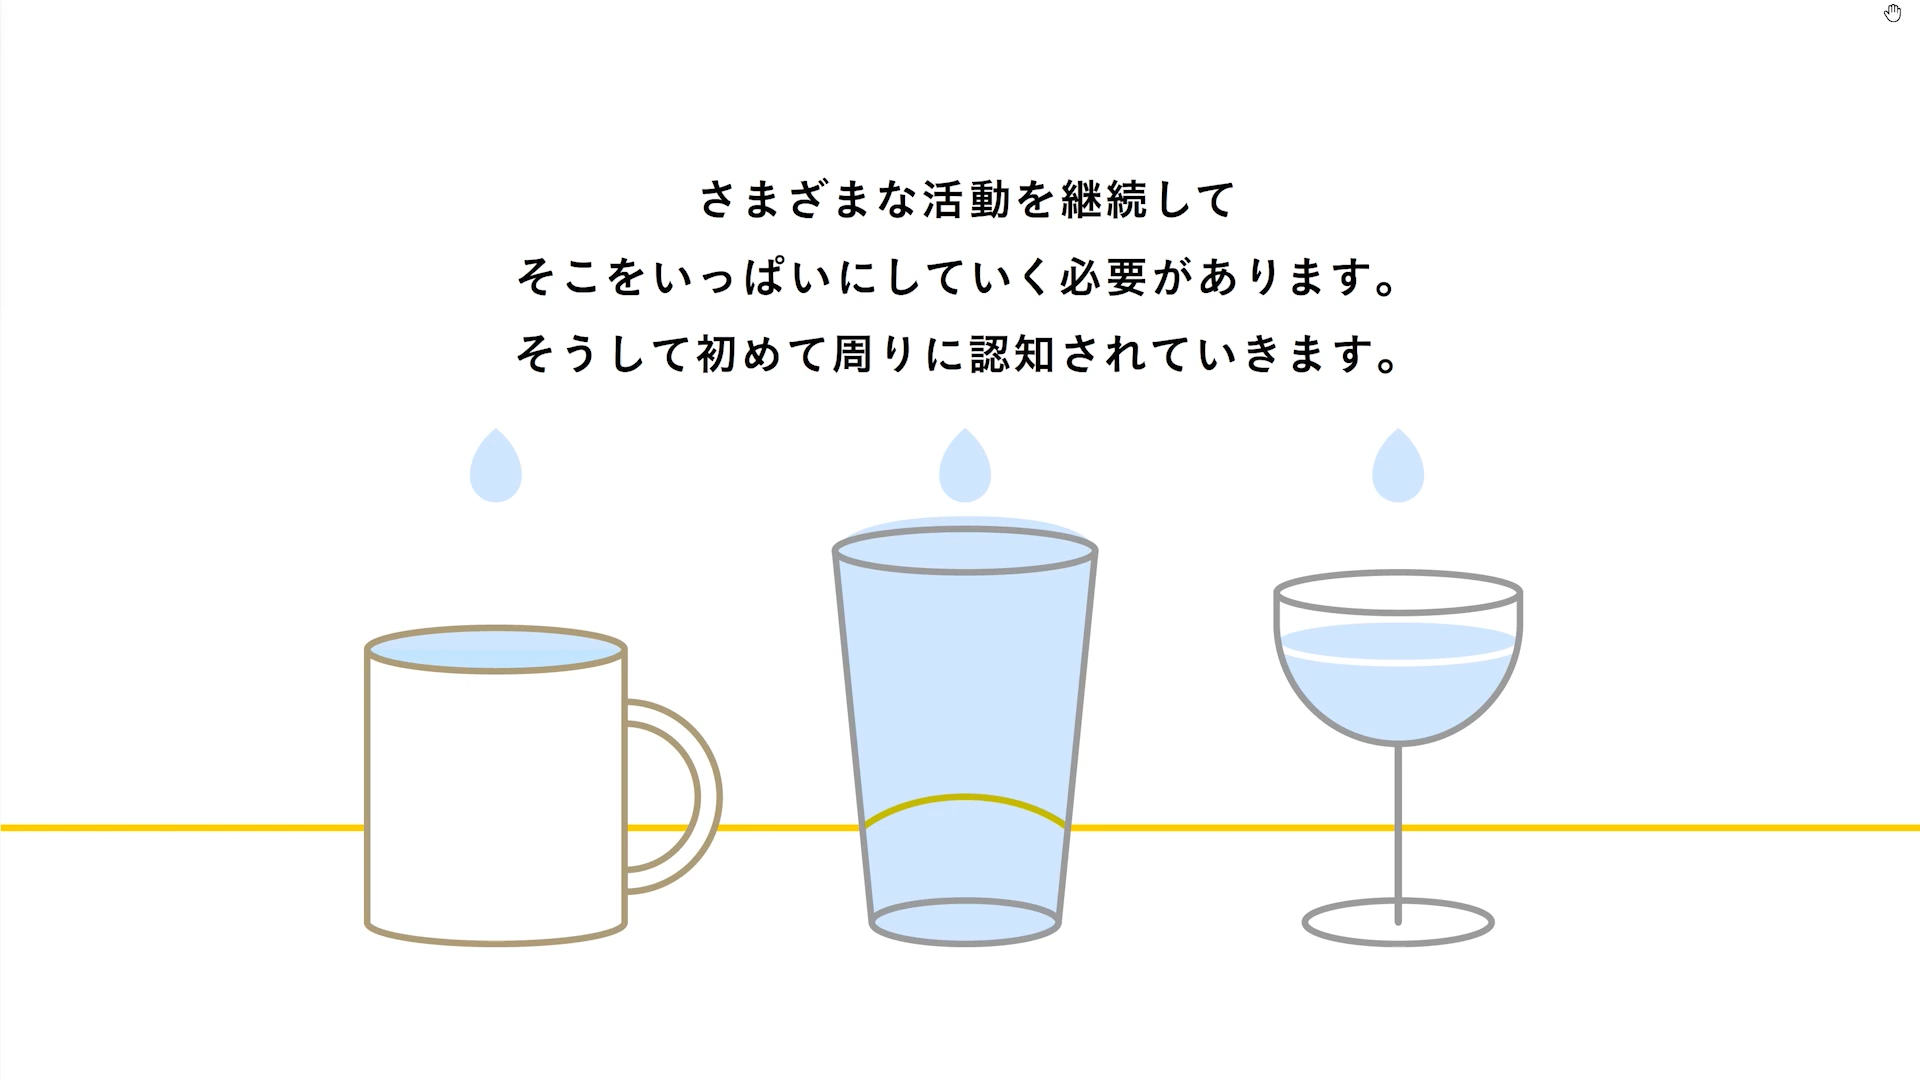 さまざまな活動を継続して
そこをいっぱいにしていく必要があります。
そうして初めて周りに認知されていきます。